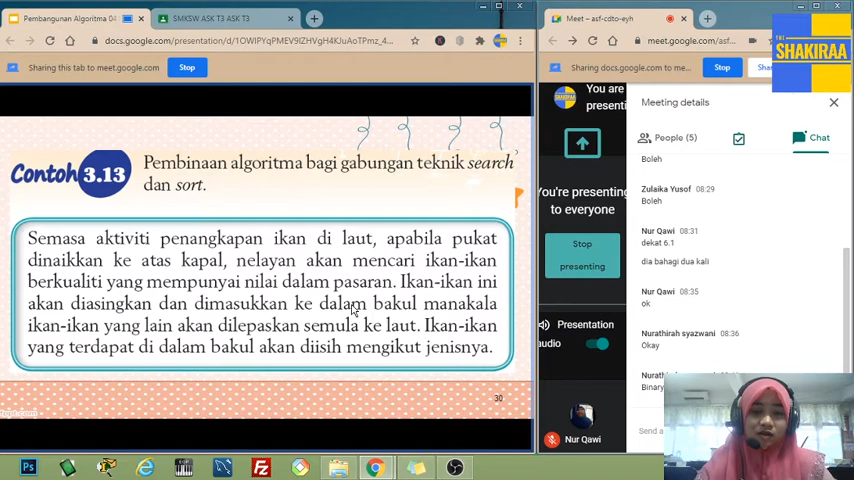 Pembangunan Algoritma 04
SMKSW ASK T3 ASK T3
Meet – asf-cdto-eyh
docs.google.com/presentation/d/1OWIPYqPMEV9IZHVgH4KJuAoTPmz_4...
meet.google.com/asf
Sharing this tab to meet.google.com
Stop
Sharing docs.google.com to me...
Stop
THE
SHAKIRAA
Contoh 3.13
Pembinaan algoritma bagi gabungan teknik search
dan sort.
Semasa aktiviti penangkapan ikan di laut, apabila pukat
dinaikkan ke atas kapal, nelayan akan mencari ikan-ikan
berkualiti yang mempunyai nilai dalam pasaran. Ikan-ikan ini
akan diasingkan dan dimasukkan ke dalam bakul manakala
ikan-ikan yang lain akan dilepaskan semula ke laut. Ikan-ikan
yang terdapat di dalam bakul akan diisih mengikut jenisnya.
30
SHAKIRAA
You are
presenti
You're presenting
to everyone
Stop
presenting
Presenting
audio
Nur Qawi
Meeting details
People (5)
Chat
Boleh
Zulaika Yusof 08:29
Boleh
Nur Qawi 08:31
dekat 6.1
dia bahagi dua kali
Nur Qawi 08:35
ok
Nurathirah syazwani 08:36
Okay
Binary
Send a